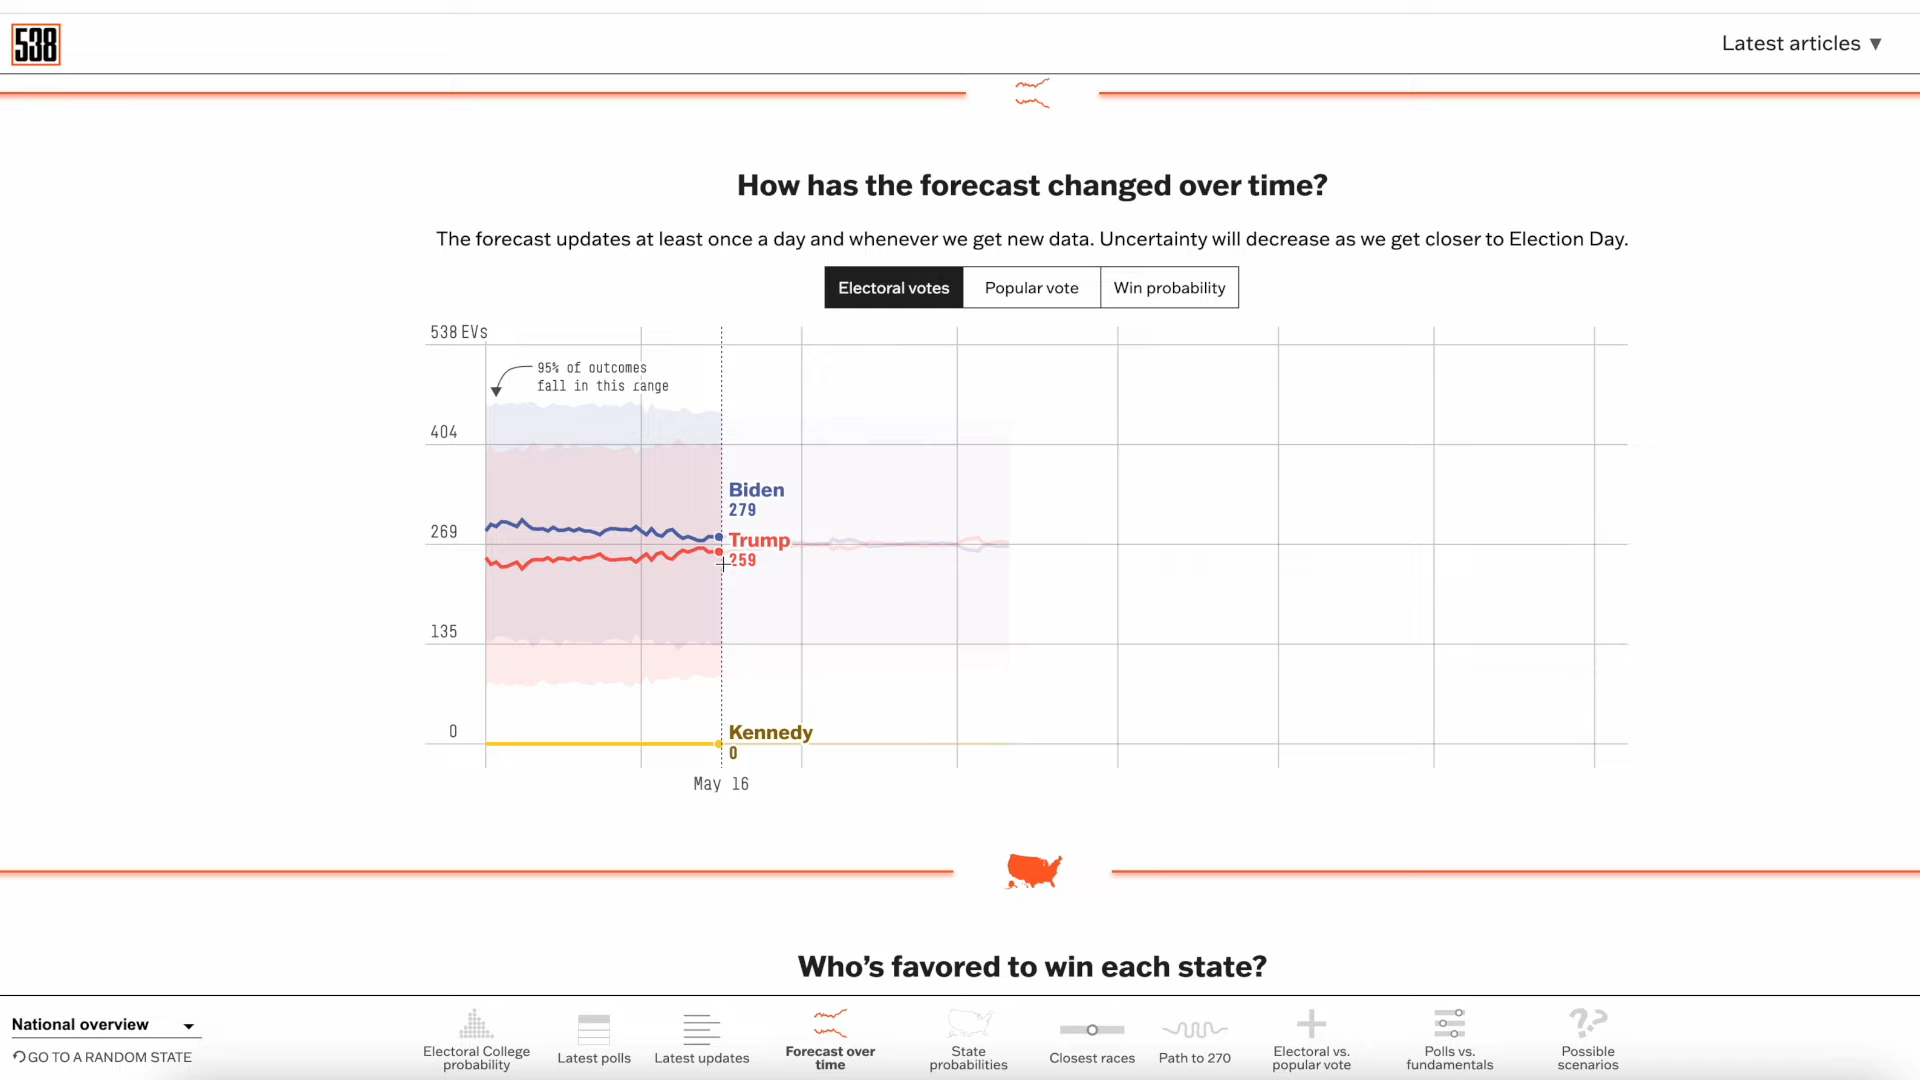 538
Latest articles ▼
How has the forecast changed over time?
The forecast updates at least once a day and whenever we get new data. Uncertainty will decrease as we get closer to Election Day.
Electoral votes
Popular vote
Win probability
538 EVs
95% of outcomes
fall in this range
404
Biden
279
269
Trump
259
135
0
Kennedy
0
May 16
Who's favored to win each state?
National overview
GO TO A RANDOM STATE
Electoral College
probability
Latest polls
Latest updates
Forecast over
time
State
probabilities
Closest races
Path to 270
Electoral vs.
popular vote
Polls vs.
fundamentals
??
Possible
scenarios